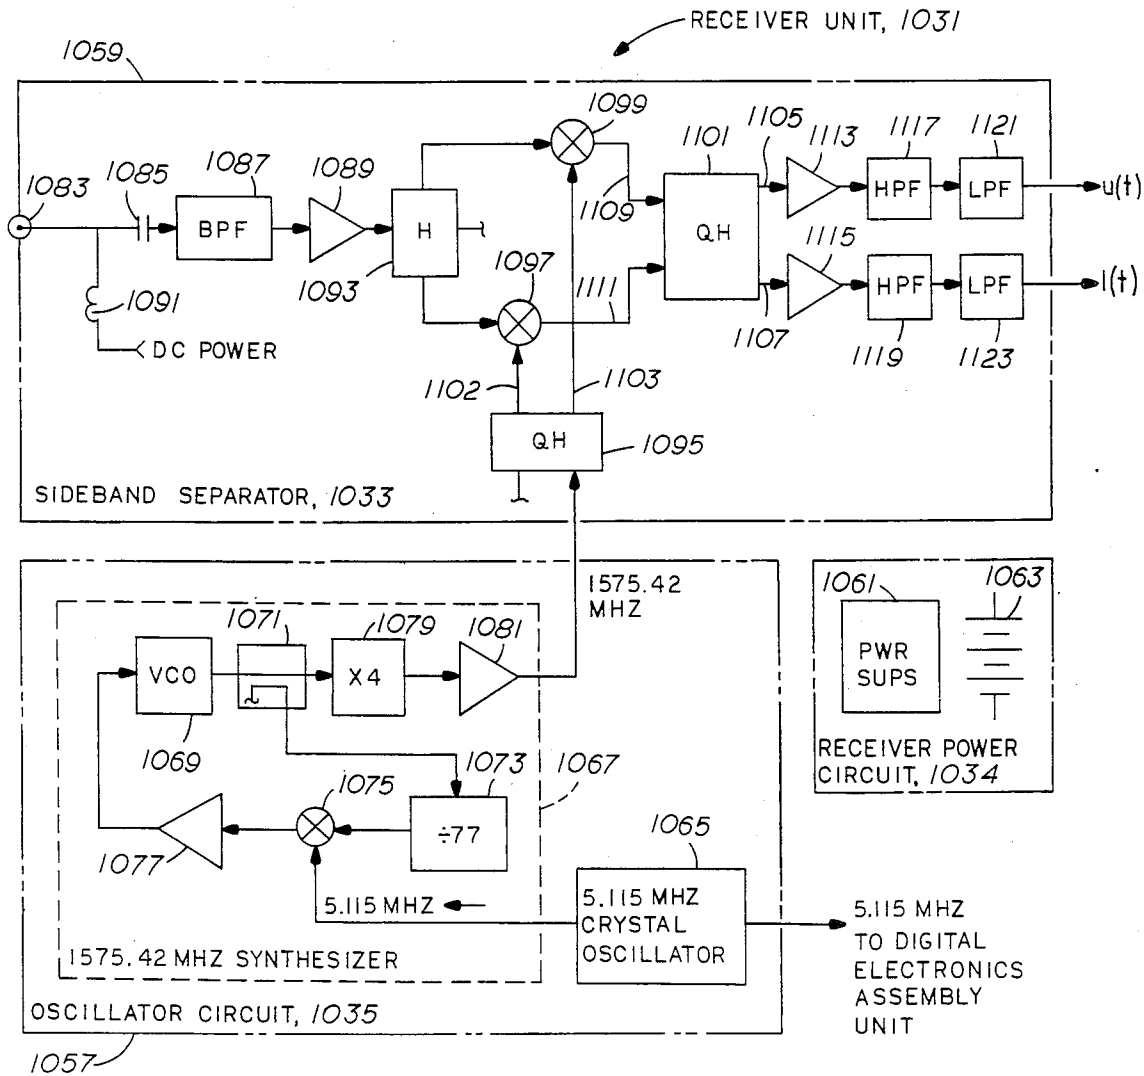 RECEIVER UNIT, 1031
1059
1083
1085
1087
BPF
1089
H
1093
1091
DC POWER
1099
1097
1109
1111
1101
QH
1105
1107
1113
1115
1117
HPF
1121
LPF
u(t)
HPF
1119
LPF
1123
l(t)
1102
1103
QH
1095
SIDEBAND SEPARATOR, 1033
1575.42
MHZ
1071
1079
1081
VCO
X4
1069
1075
1073
1067
÷77
1077
5.115 MHZ
1065
5.115 MHZ
CRYSTAL
OSCILLATOR
5.115 MHZ
TO DIGITAL
ELECTRONICS
ASSEMBLY
UNIT
1575.42 MHZ SYNTHESIZER
OSCILLATOR CIRCUIT, 1035
1057
1061
1063
PWR
SUPS
RECEIVER POWER
CIRCUIT, 1034